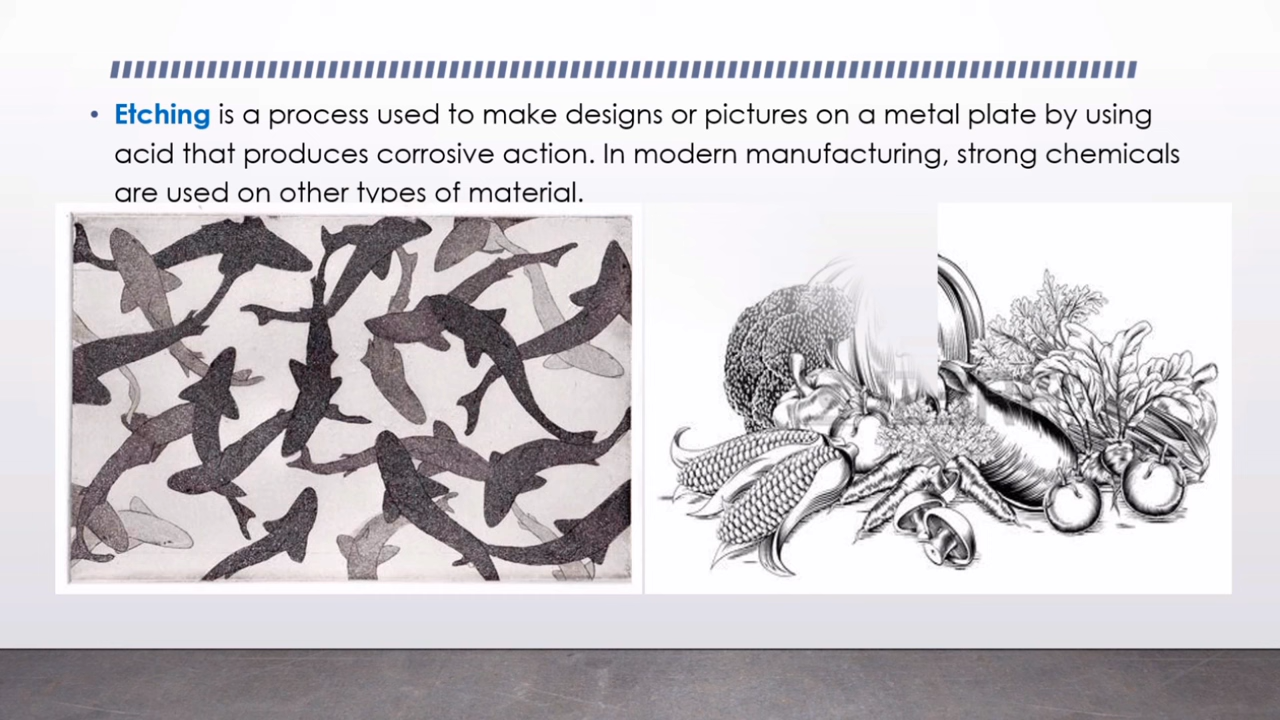 • Etching is a process used to make designs or pictures on a metal plate by using
acid that produces corrosive action. In modern manufacturing, strong chemicals
are used on other types of material.